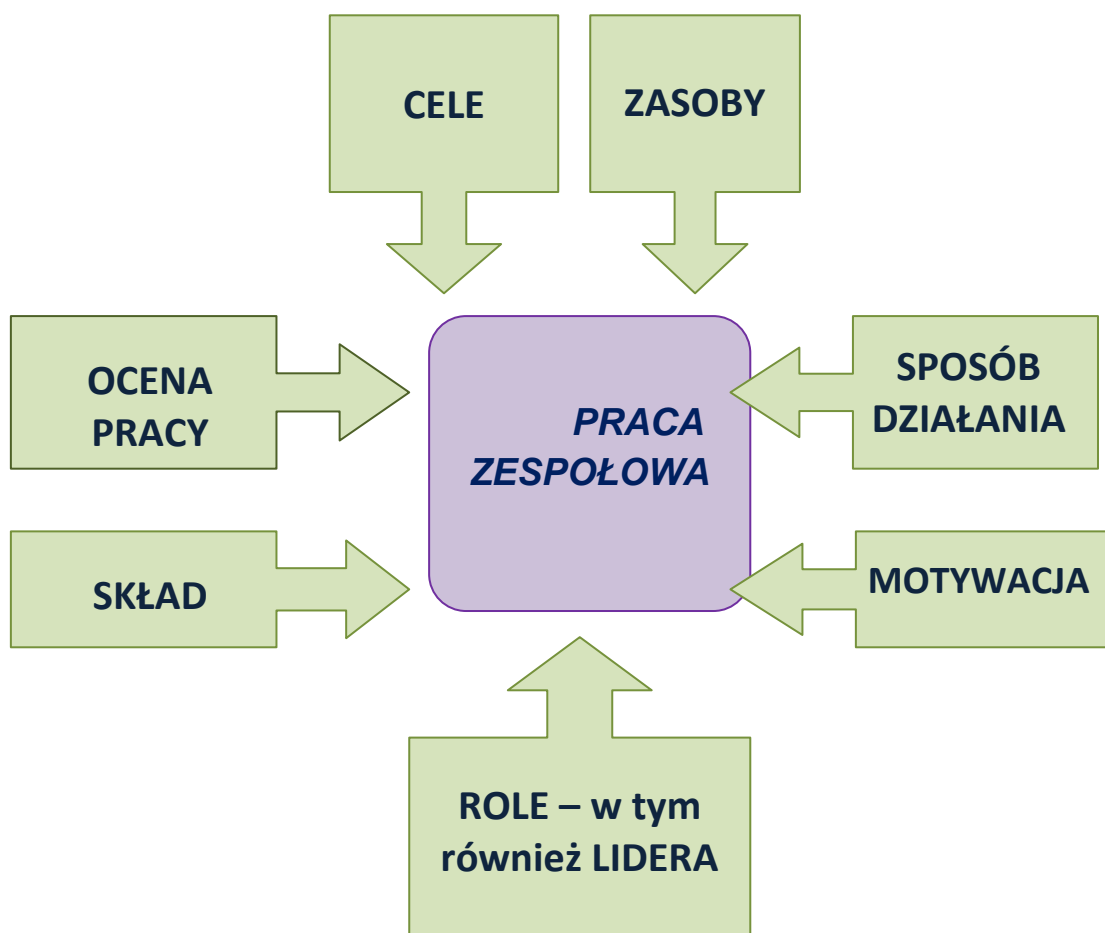 CELE
ZASOBY
OCENA
PRACY
PRACA
ZESPOŁOWA
SPOSÓB
DZIAŁANIA
SKŁAD
MOTYWACJA
ROLE – w tym
również LIDERA